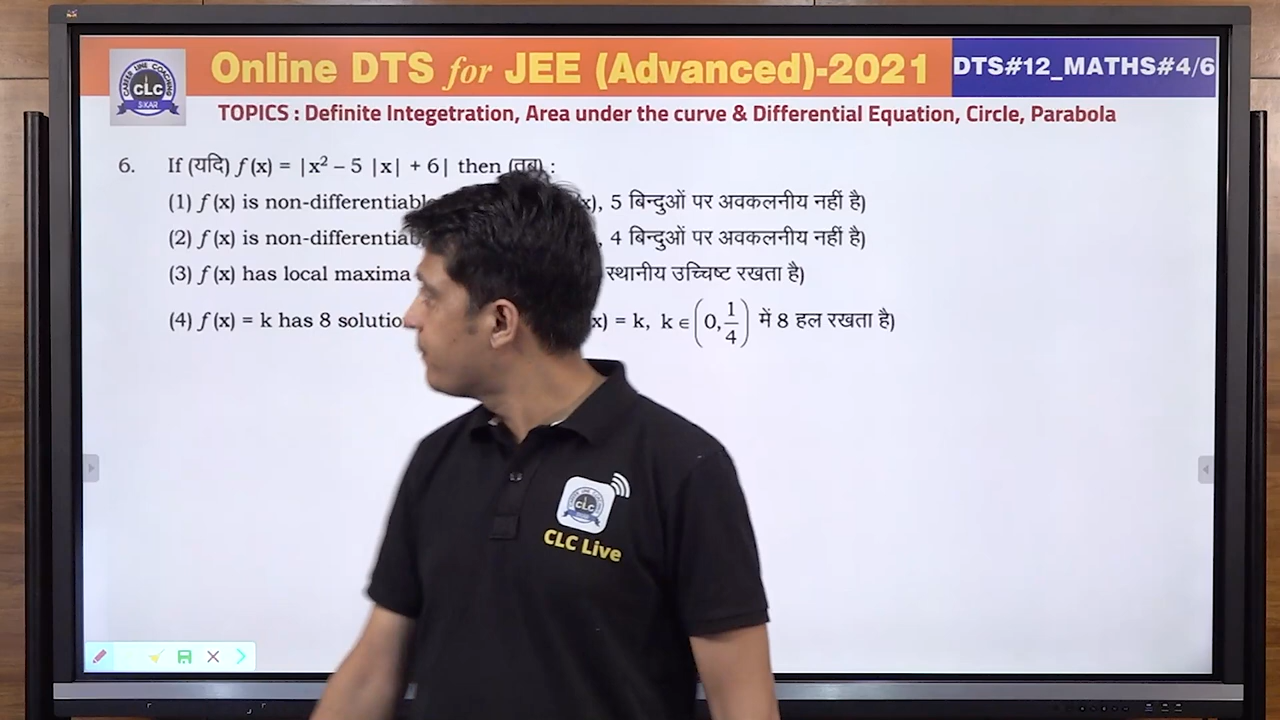 Online DTS for JEE (Advanced)-2021
DTS#12_MATHS#4/6
CLC
SIKAR
TOPICS : Definite Integetration, Area under the curve & Differential Equation, Circle, Parabola
6. If (यदि) f (x) = |x² – 5 |x| + 6| then (तब) :
(1) f (x) is non-differentiable x), 5 बिन्दुओं पर अवकलनीय नहीं है)
(2) f (x) is non-differentiab , 4 बिन्दुओं पर अवकलनीय नहीं है)
(3) f (x) has local maxima स्थानीय उच्चिष्ट रखता है)
(4) f (x) = k has 8 solutio x) = k, k ∈ (0, 1/4) में 8 हल रखता है)
CLC
CLC Live